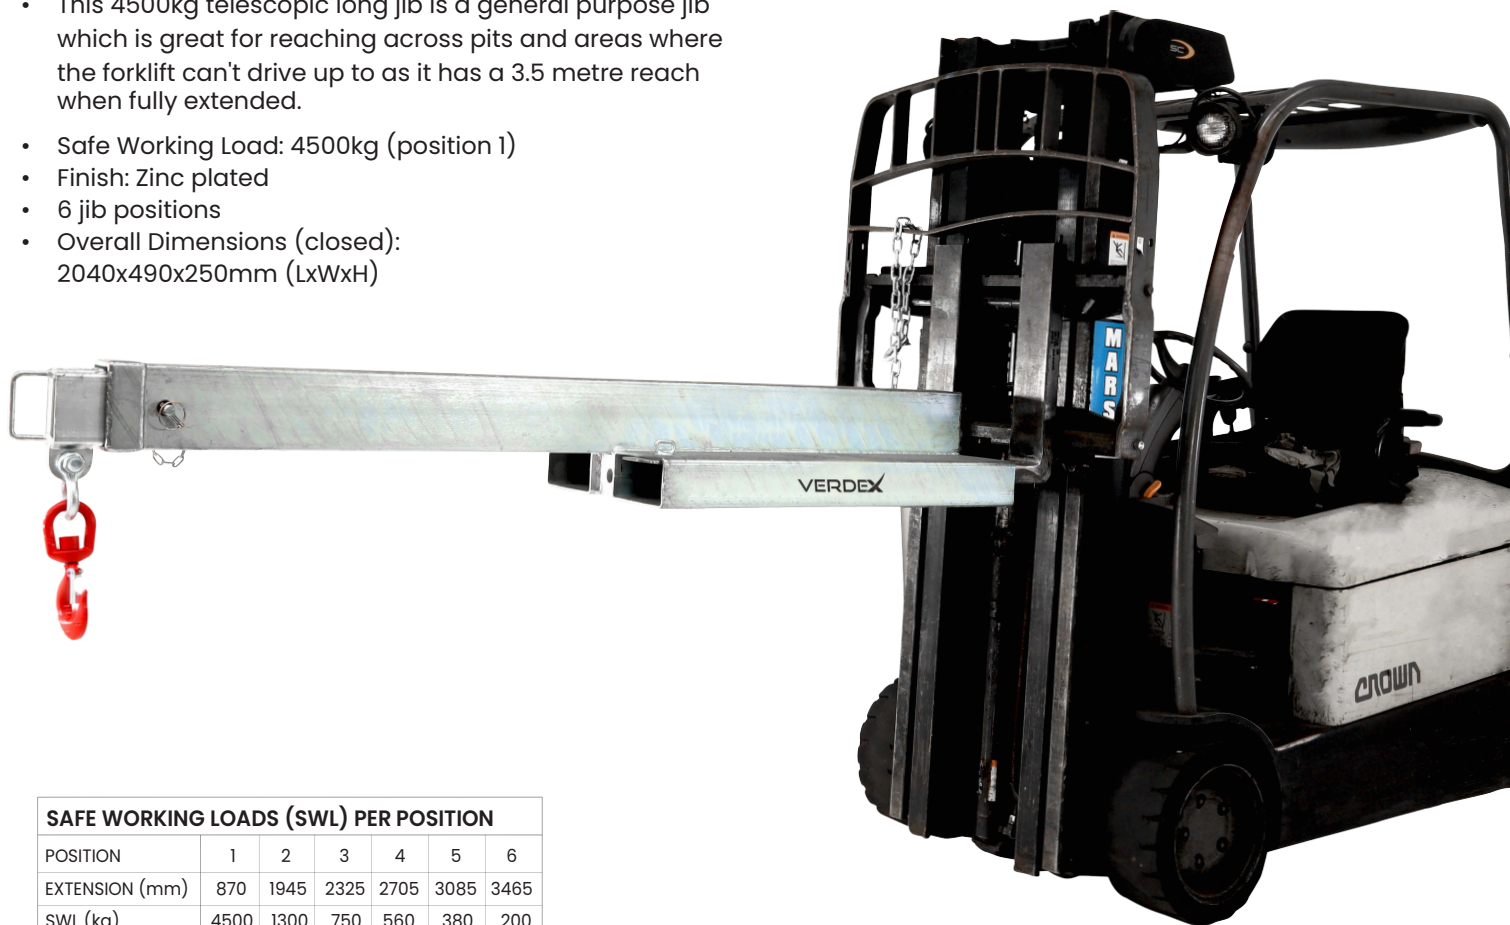 This 4500kg telescopic long jib is a general purpose jib
which is great for reaching across pits and areas where
the forklift can't drive up to as it has a 3.5 metre reach
when fully extended.
Safe Working Load: 4500kg (position 1)
Finish: Zinc plated
6 jib positions
Overall Dimensions (closed):
2040x490x250mm (LxWxH)
SC
MARS
VERDEX
CROWN
SAFE WORKING LOADS (SWL) PER POSITION
POSITION 1 2 3 4 5 6
EXTENSION (mm) 870 1945 2325 2705 3085 3465
SWL (kg) 4500 1300 750 560 380 200